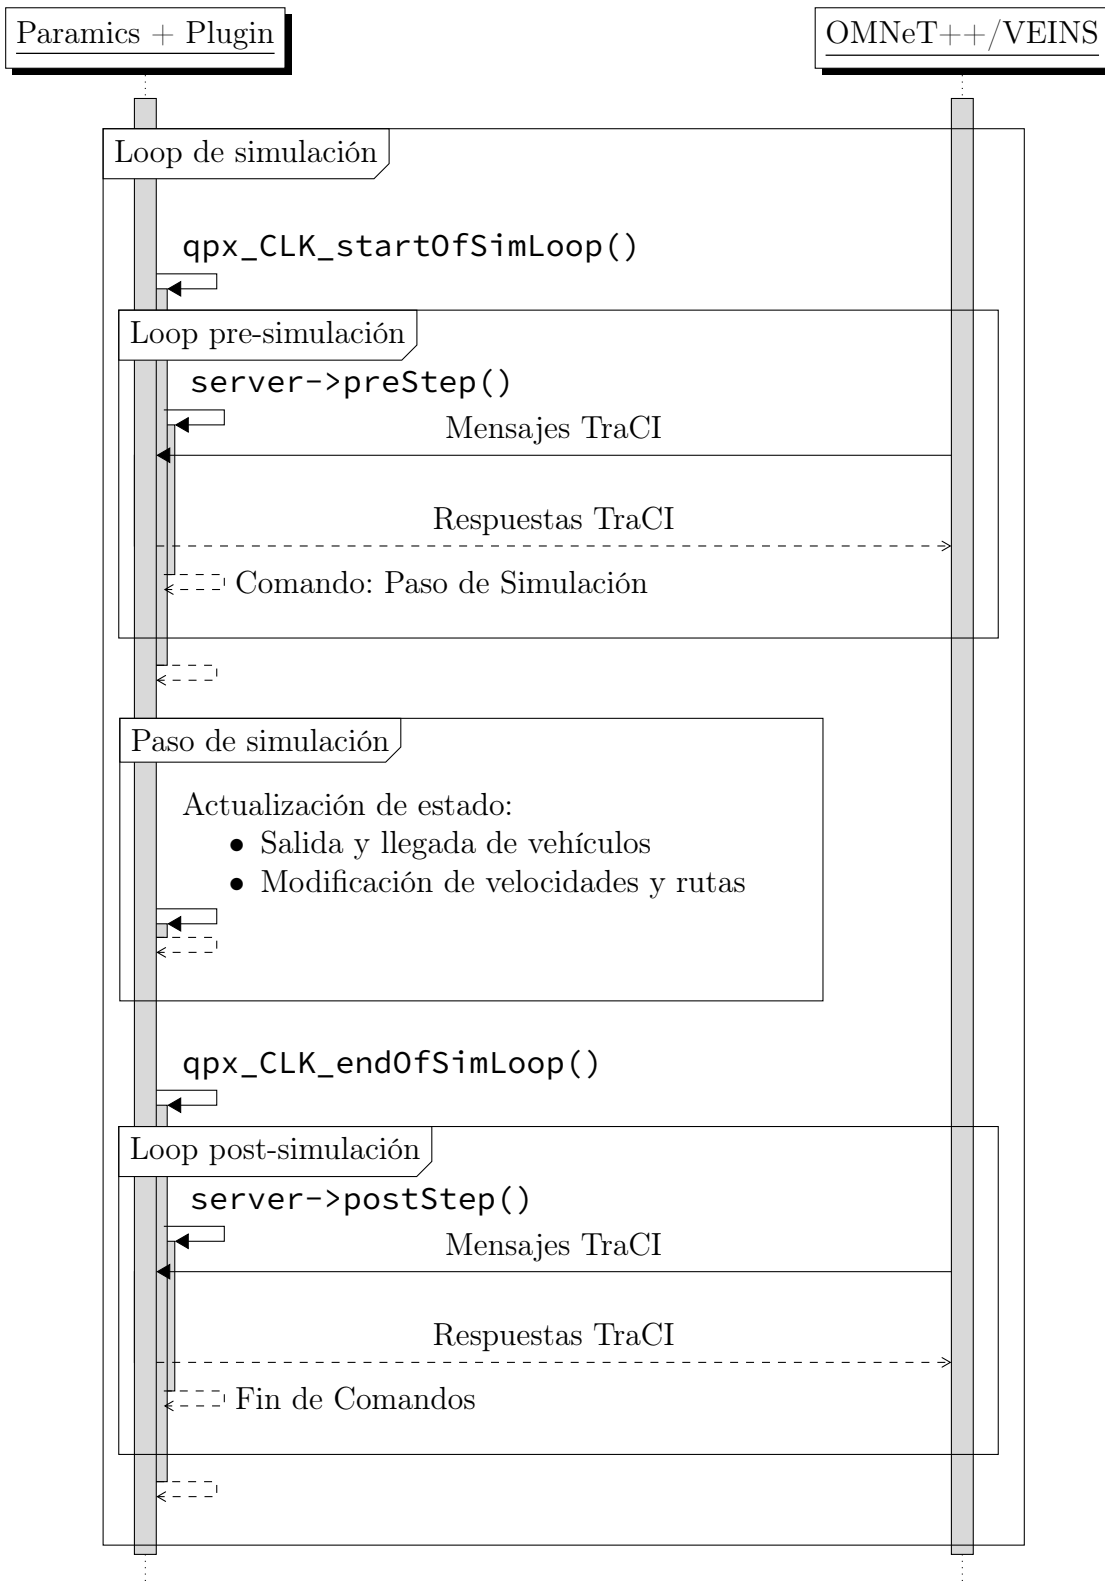 Paramics + Plugin
OMNeT++/VEINS
Loop de simulación
qpx_CLK_startOfSimLoop()
Loop pre-simulación
server->preStep()
Mensajes TraCI
Respuestas TraCI
Comando: Paso de Simulación
Paso de simulación
Actualización de estado:
• Salida y llegada de vehículos
• Modificación de velocidades y rutas
qpx_CLK_endOfSimLoop()
Loop post-simulación
server->postStep()
Mensajes TraCI
Respuestas TraCI
Fin de Comandos